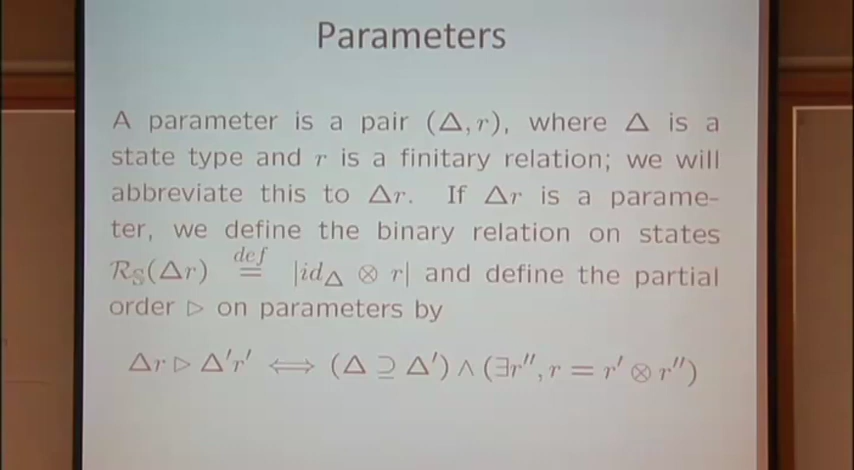 Parameters
A parameter is a pair (Δ, r), where Δ is a
state type and r is a finitary relation; we will
abbreviate this to Δr. If Δr is a parame-
ter, we define the binary relation on states
ℛ_𝕊(Δr) def= |id_Δ ⊗ r| and define the partial
order ▷ on parameters by
Δr ▷ Δ′r′ ⟺ (Δ ⊇ Δ′) ∧ (∃r″, r = r′ ⊗ r″)